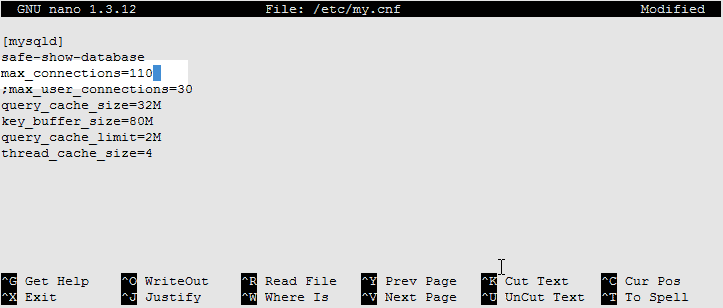 GNU nano 1.3.12 File: /etc/my.cnf Modified
[mysqld]
safe-show-database
max_connections=110
;max_user_connections=30
query_cache_size=32M
key_buffer_size=80M
query_cache_limit=2M
thread_cache_size=4
^G Get Help ^O WriteOut ^R Read File ^Y Prev Page ^K Cut Text ^C Cur Pos
^X Exit ^J Justify ^W Where Is ^V Next Page ^U UnCut Text ^T To Spell